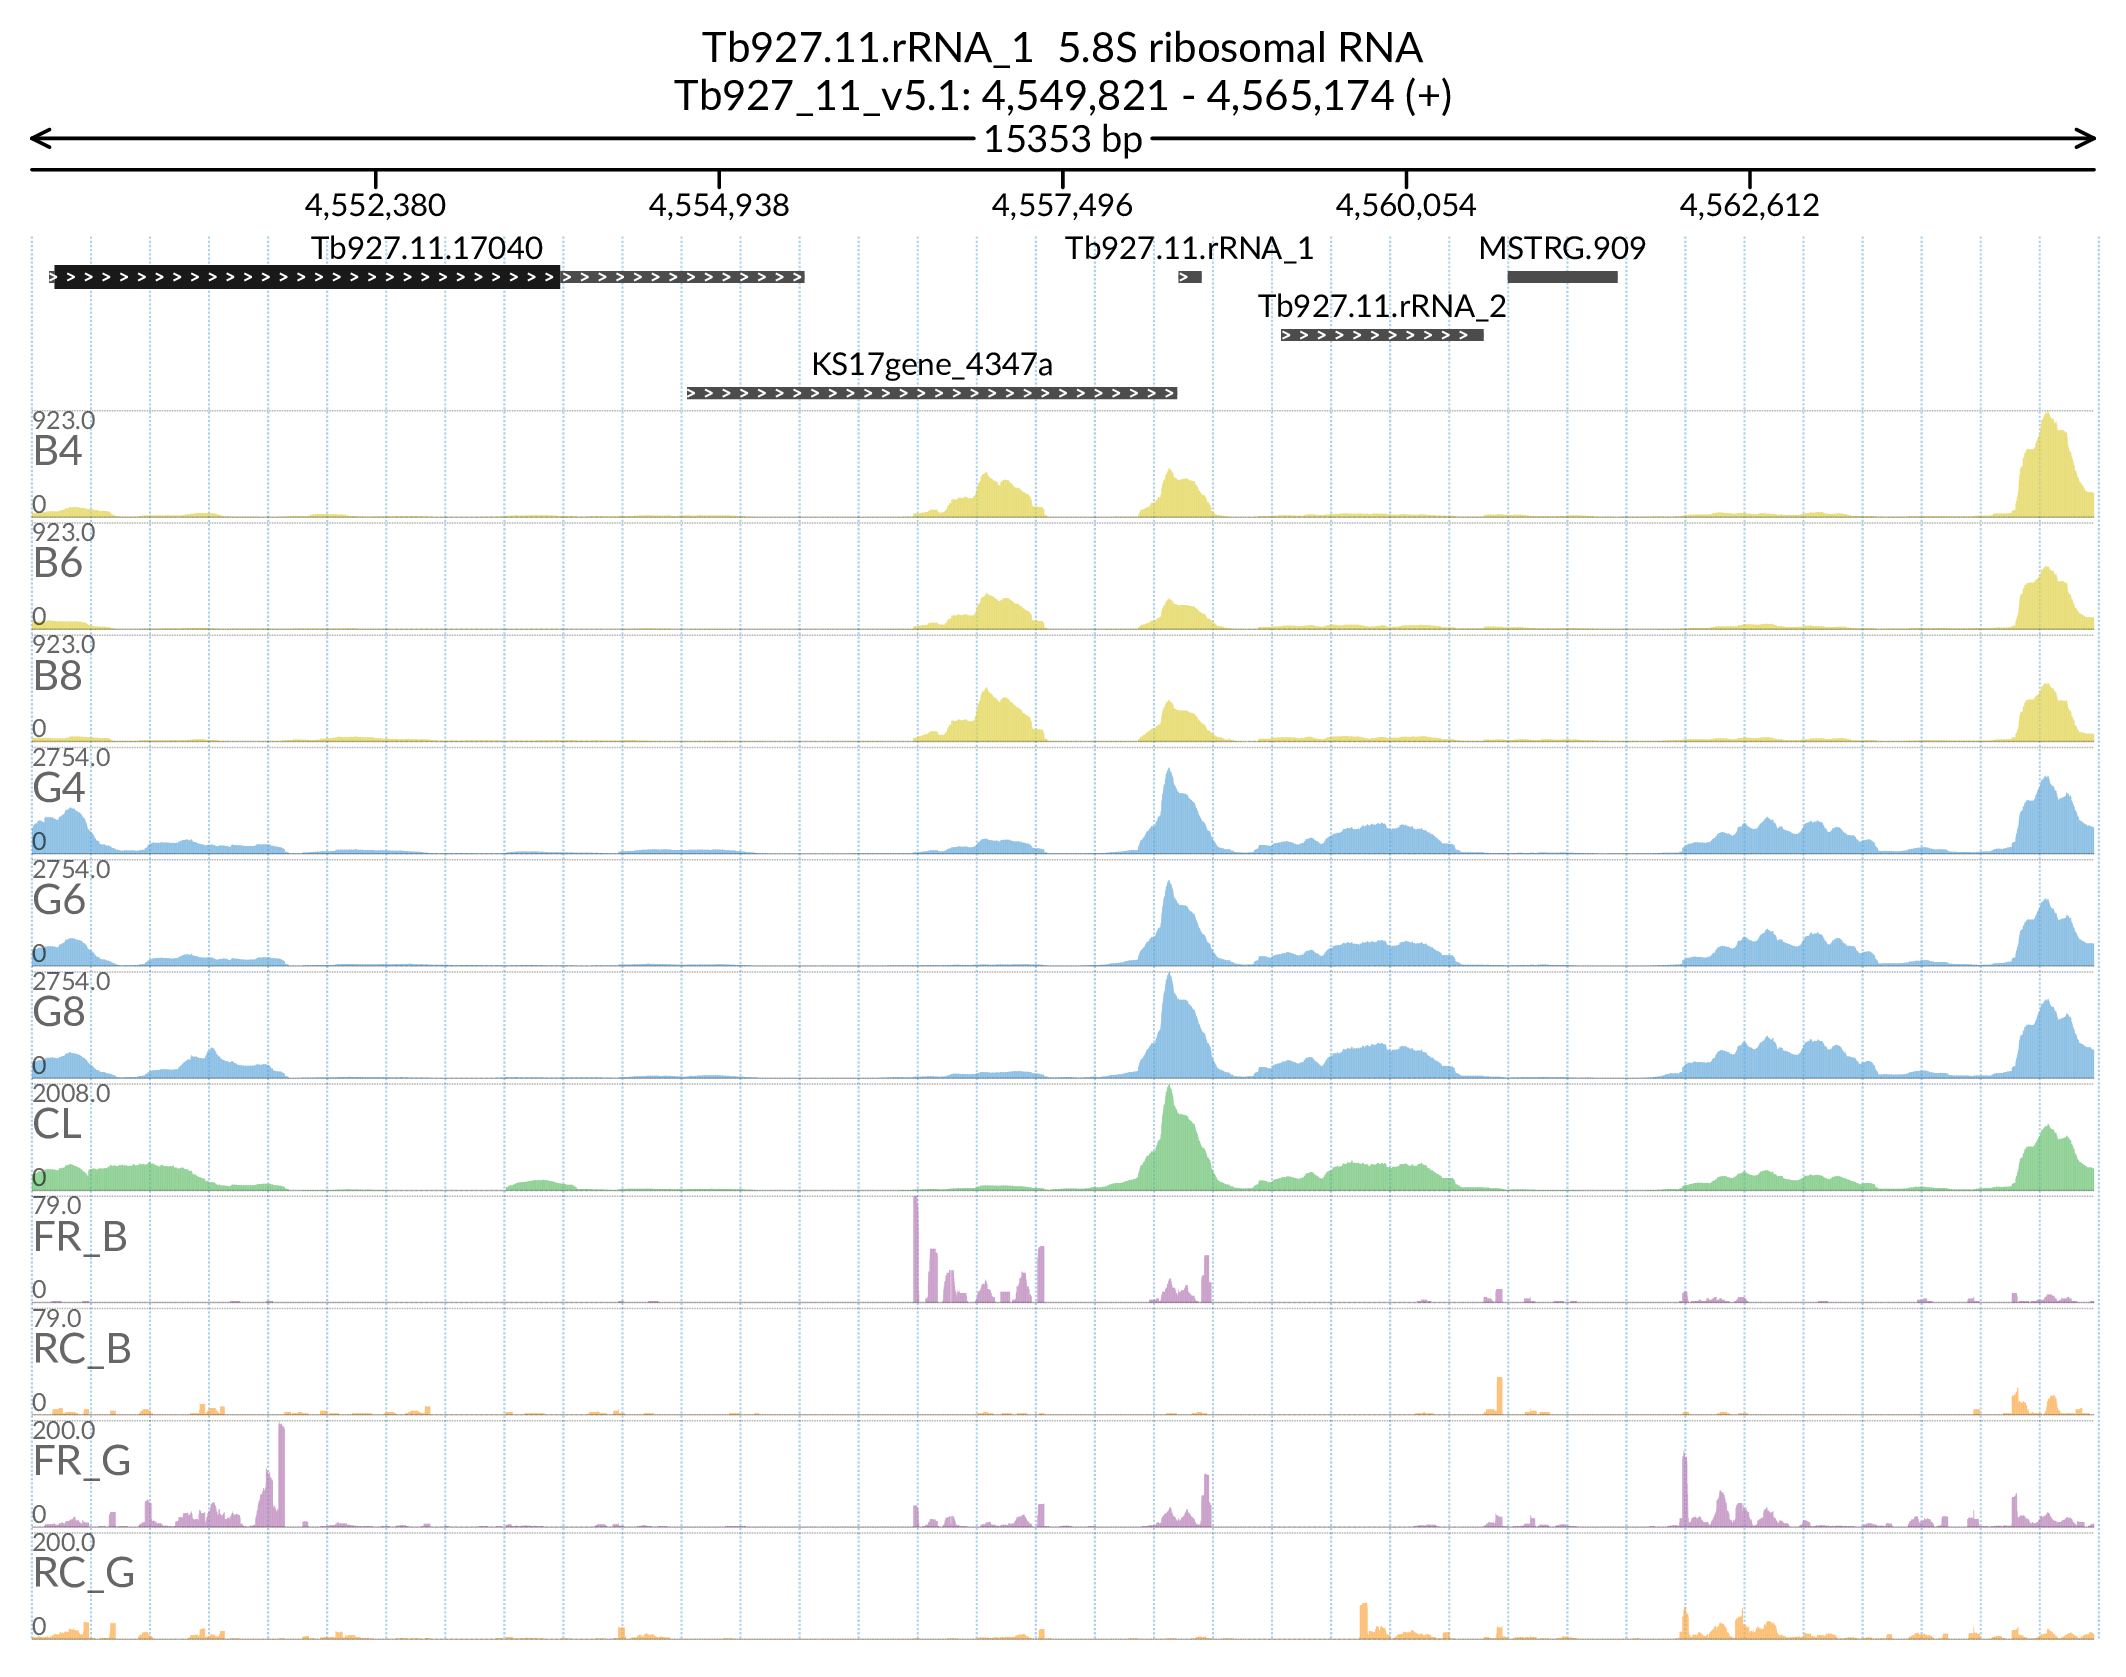 Tb927.11.rRNA_1 5.8S ribosomal RNA
Tb927_11_v5.1: 4,549,821 - 4,565,174 (+)
15353 bp
4,552,380 4,554,938 4,557,496 4,560,054 4,562,612
Tb927.11.17040 Tb927.11.rRNA_1 MSTRG.909
Tb927.11.rRNA_2
KS17gene_4347a
923.0
B4
0
923.0
B6
0
923.0
B8
0
2754.0
G4
0
2754.0
G6
0
2754.0
G8
0
2008.0
CL
0
79.0
FR_B
0
79.0
RC_B
0
200.0
FR_G
0
200.0
RC_G
0